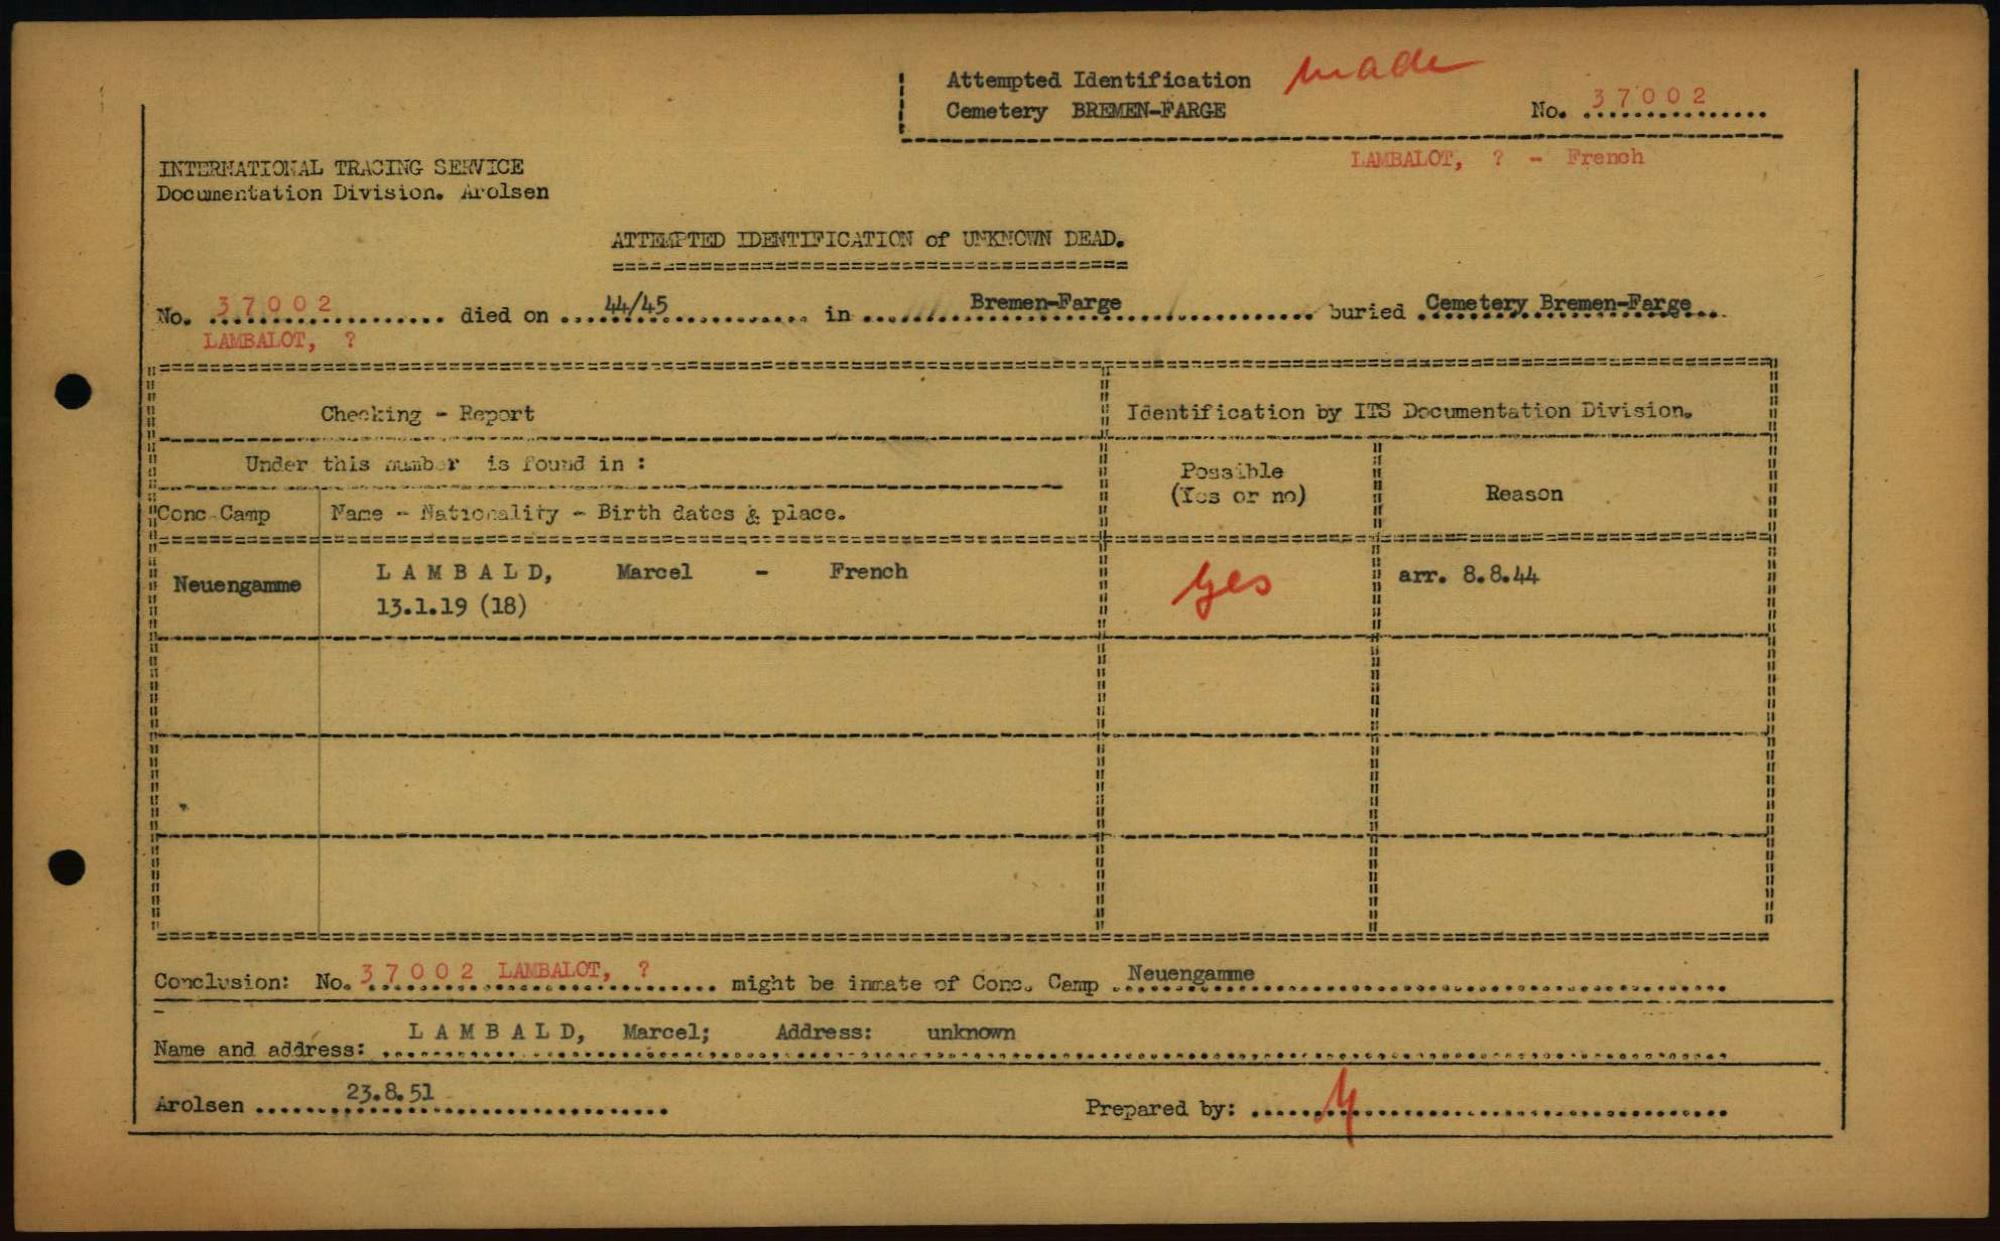 Attempted Identification made
Cemetery BREMEN-FARGE No. 37002
LAMBALOT, ? - French
INTERNATIONAL TRACING SERVICE
Documentation Division. Arolsen
ATTEMPTED IDENTIFICATION of UNKNOWN DEAD.
No. 37002 died on 44/45 in Bremen-Farge buried Cemetery Bremen-Farge
LAMBALOT, ?
Checking - Report Identification by ITS Documentation Division.
Under this number is found in :
Possible
(Yes or no) Reason
Conc. Camp Name - Nationality - Birth dates & place.
Neuengamme LAMBALD, Marcel - French yes arr. 8.8.44
13.1.19 (18)
Conclusion: No. 37002 LAMBALOT, ? might be inmate of Conc. Camp Neuengamme
Name and address: LAMBALD, Marcel; Address: unknown
Arolsen 23.8.51 Prepared by: